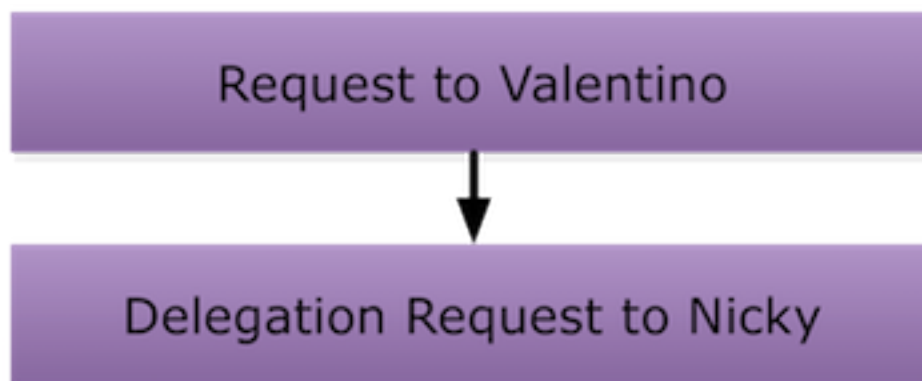 Request to Valentino
Delegation Request to Nicky